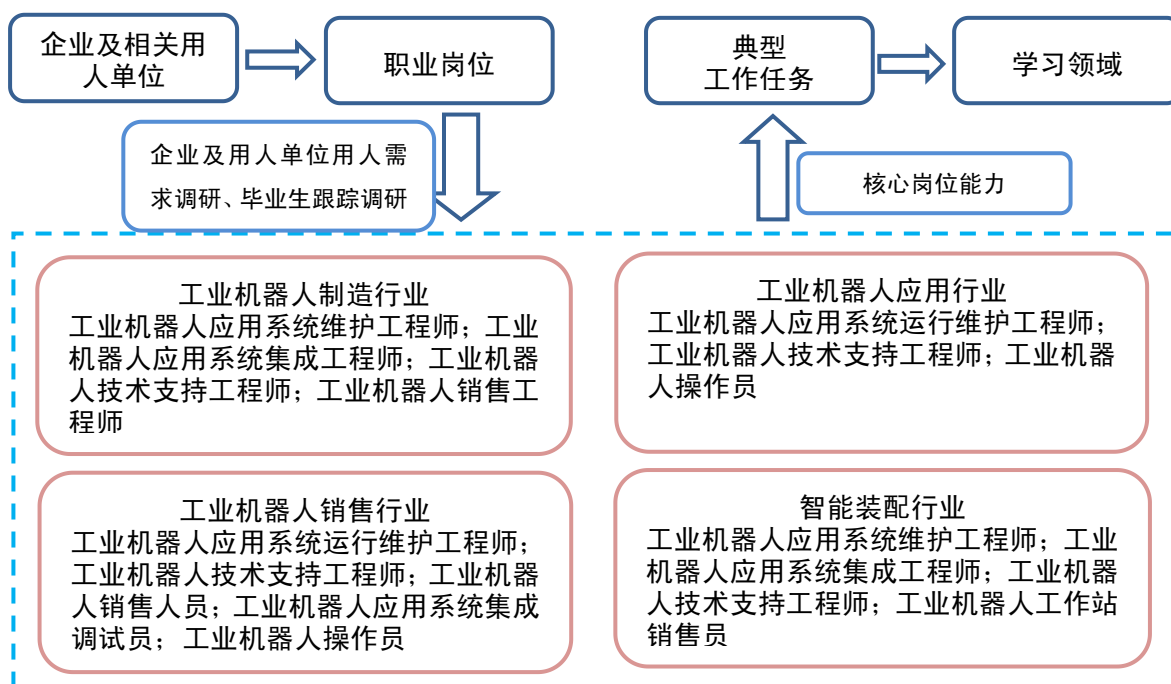 企业及相关用
人单位
职业岗位
典型
工作任务
学习领域
企业及用人单位用人需
求调研、毕业生跟踪调研
核心岗位能力
工业机器人制造行业
工业机器人应用系统维护工程师；工业
机器人应用系统集成工程师；工业机器
人技术支持工程师；工业机器人销售工
程师
工业机器人应用行业
工业机器人应用系统运行维护工程师；
工业机器人技术支持工程师；工业机器
人操作员
工业机器人销售行业
工业机器人应用系统运行维护工程师；
工业机器人技术支持工程师；工业机器
人销售人员；工业机器人应用系统集成
调试员；工业机器人操作员
智能装配行业
工业机器人应用系统维护工程师；工业
机器人应用系统集成工程师；工业机器
人技术支持工程师；工业机器人工作站
销售员